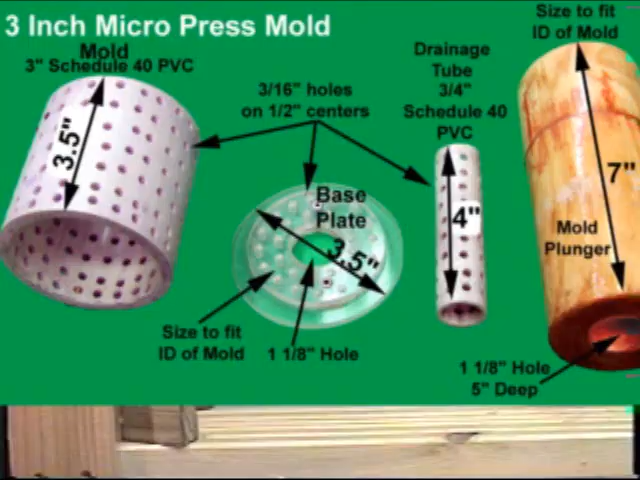 3 Inch Micro Press Mold
Mold
3" Schedule 40 PVC
3.5"
3/16" holes
on 1/2" centers
Drainage
Tube
3/4"
Schedule 40
PVC
Size to fit
ID of Mold
Base
Plate
3.5"
4"
7"
Mold
Plunger
Size to fit
ID of Mold
1 1/8" Hole
1 1/8" Hole
5" Deep